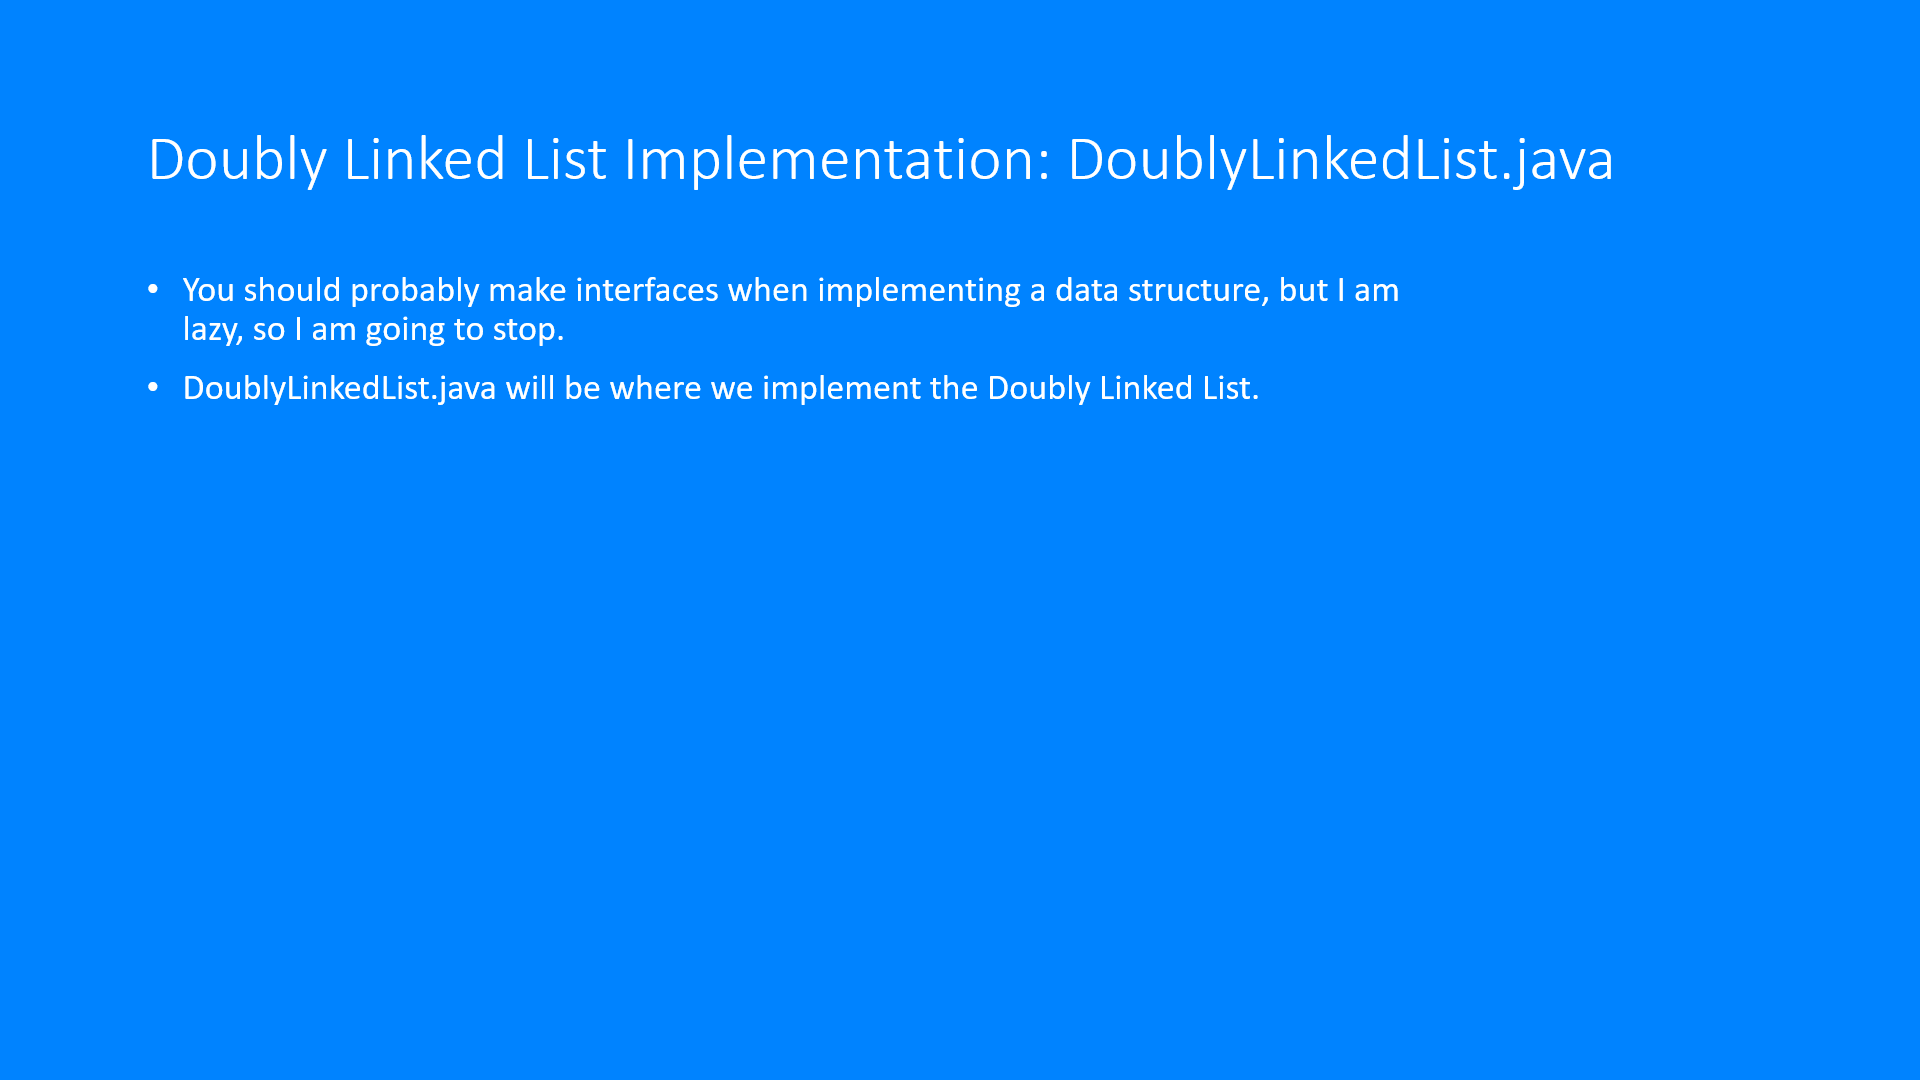 Doubly Linked List Implementation: DoublyLinkedList.java
• You should probably make interfaces when implementing a data structure, but I am
lazy, so I am going to stop.
• DoublyLinkedList.java will be where we implement the Doubly Linked List.